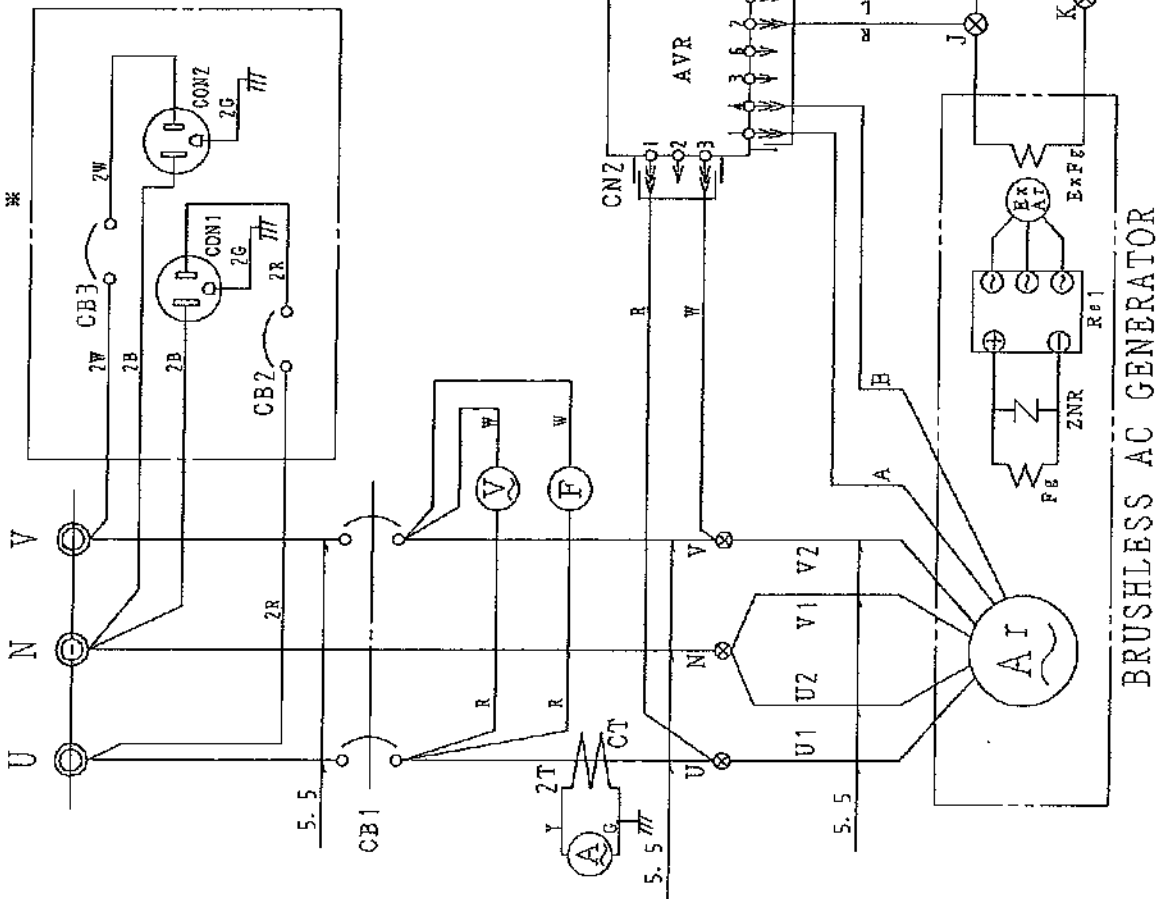 ※
CON2
2G
2W
CB3
CON1
2G
2R
2W
2B
2B
CB2
V
N
U
2R
5.5
CB1
W
W
V
F
R
R
2T
CT
Y
G
A
5.5
AVR
7
6
3
4
1
CN2
1
2
3
J
K
R
W
V
N
U
B
A
V2
V1
U2
U1
5.5
Ar
ExFg
Ex
Ar
Re1
+
-
ZNR
Fg
BRUSHLESS AC GENERATOR